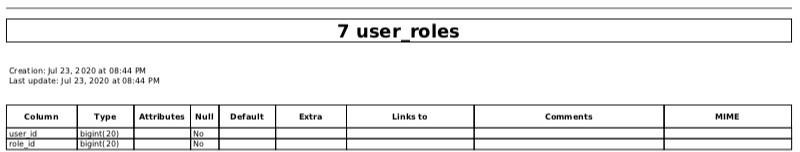 7 user_roles
Creation: Jul 23, 2020 at 08:44 PM
Last update: Jul 23, 2020 at 08:44 PM
Column Type Attributes Null Default Extra Links to Comments MIME
user_id bigint(20) No
role_id bigint(20) No